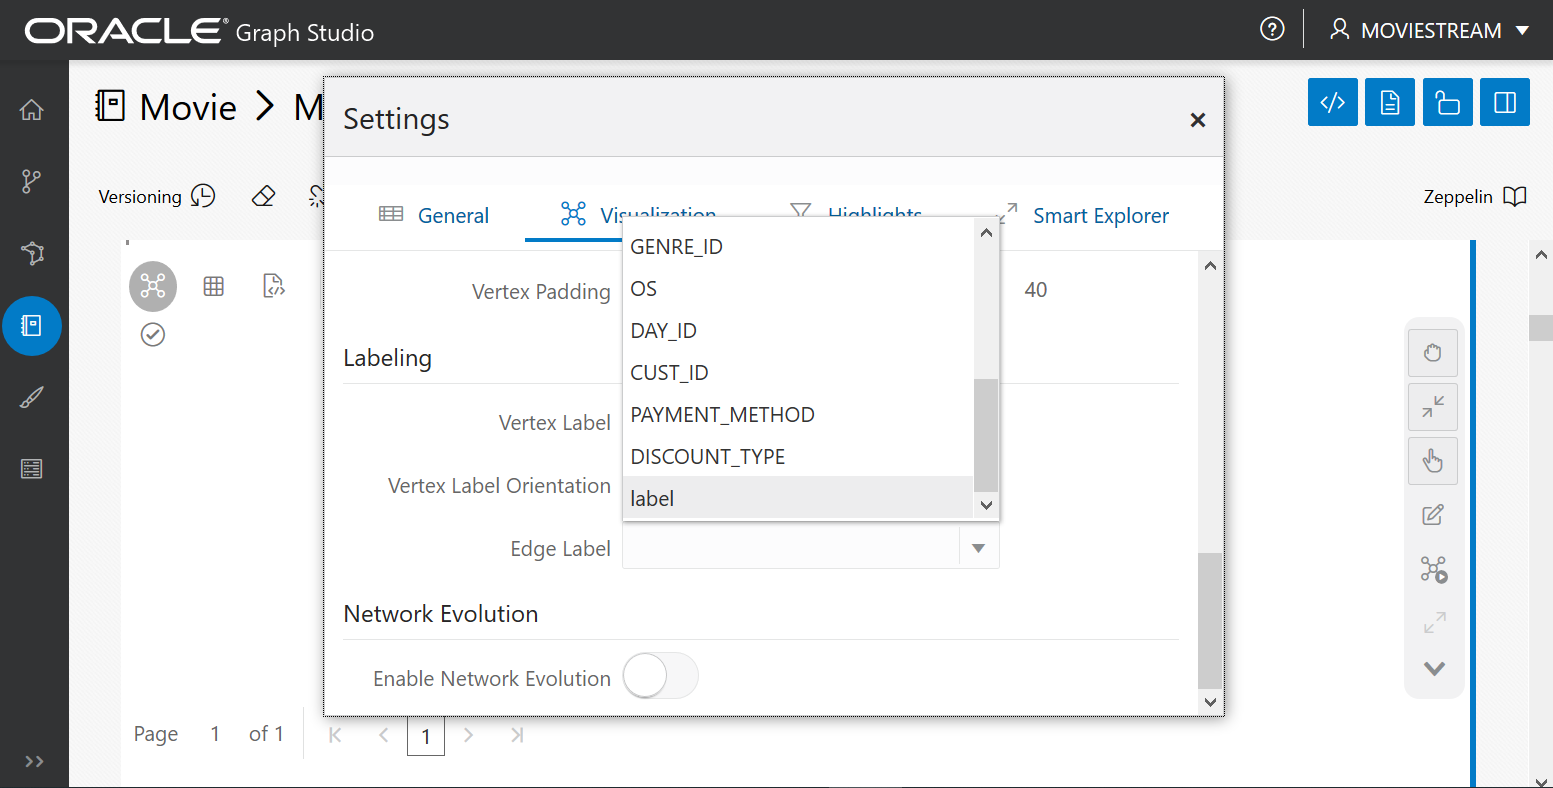 ORACLE® Graph Studio
MOVIESTREAM
Movie > M
Settings
Versioning
Zeppelin
General
Visualization
Highlights
Smart Explorer
GENRE_ID
OS
DAY_ID
CUST_ID
PAYMENT_METHOD
DISCOUNT_TYPE
label
Vertex Padding
40
Labeling
Vertex Label
Vertex Label Orientation
Edge Label
Network Evolution
Enable Network Evolution
Page 1 of 1
1